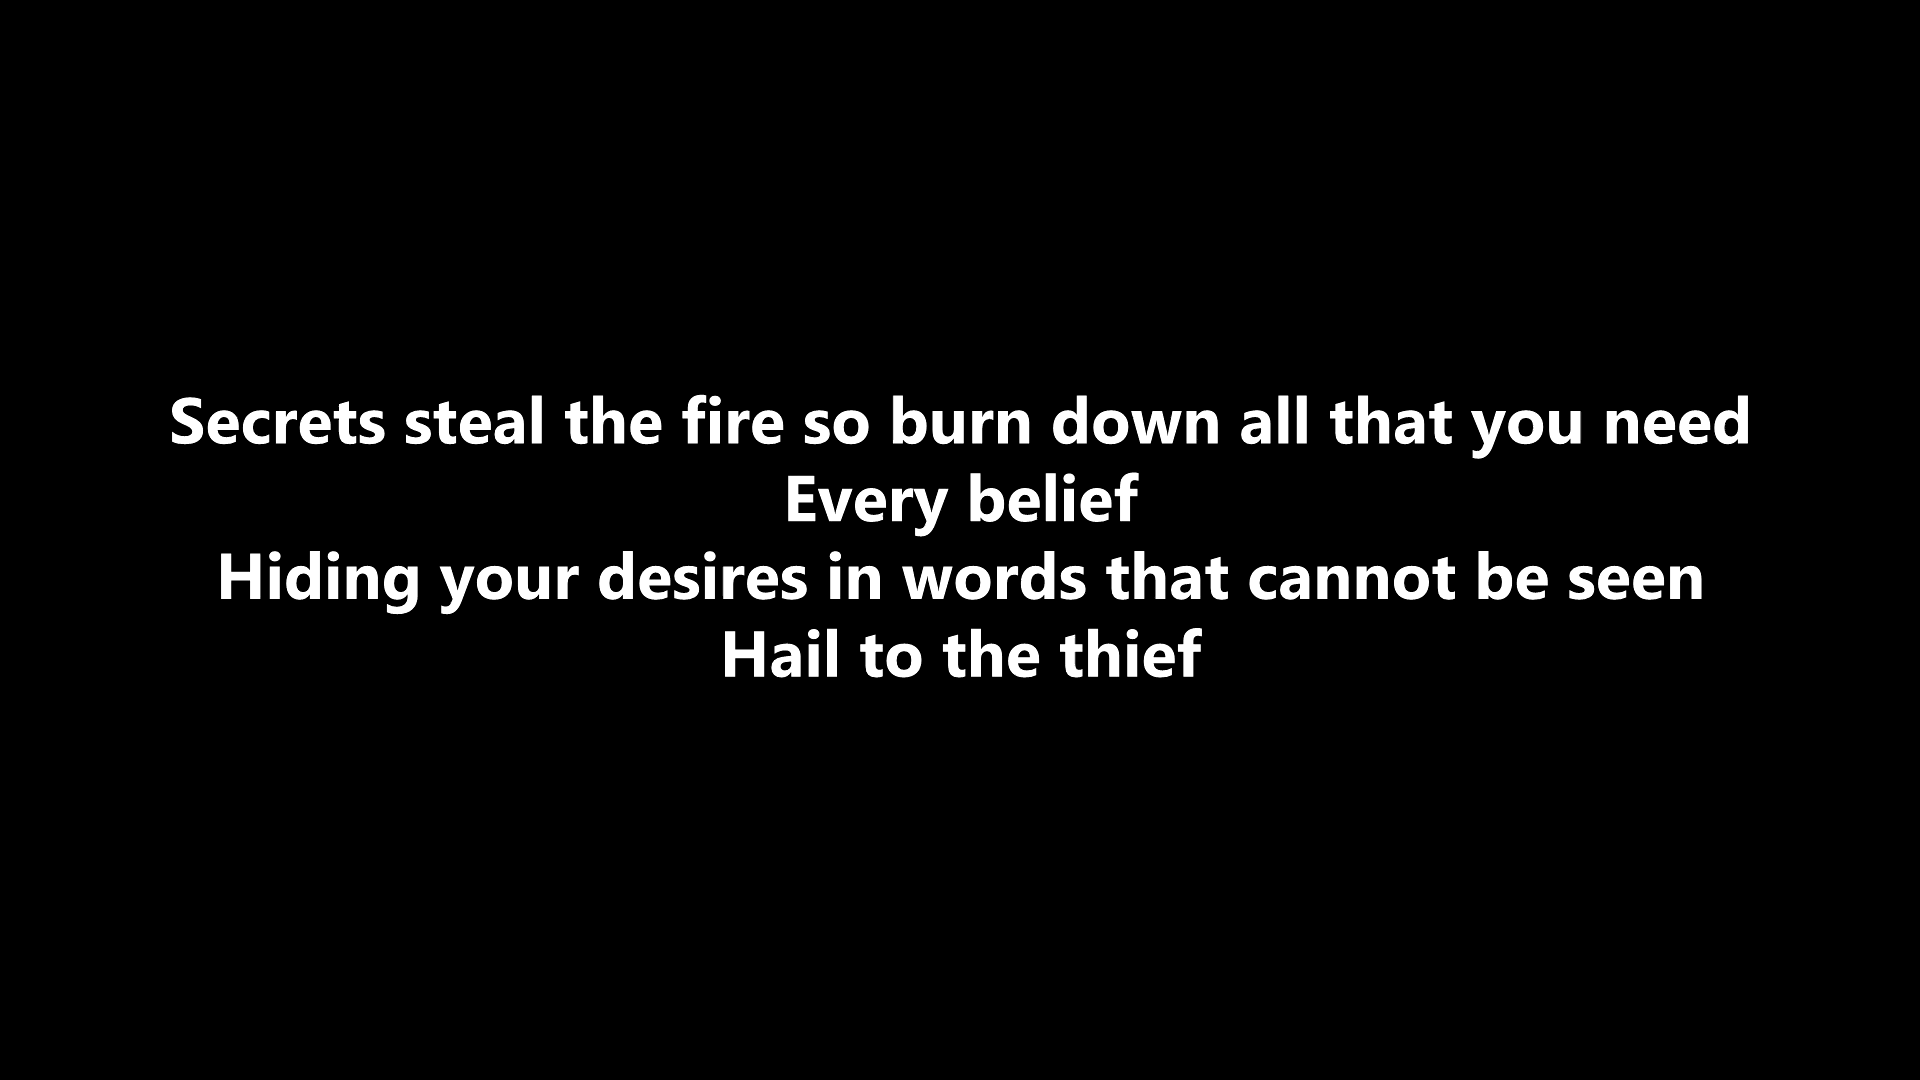 Secrets steal the fire so burn down all that you need
Every belief
Hiding your desires in words that cannot be seen
Hail to the thief